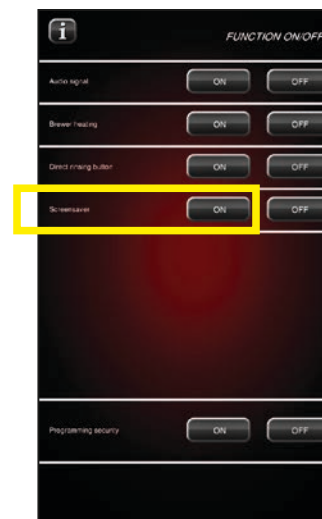 i
FUNCTION ON/OFF
Audio signal ON OFF
Brewer heating ON OFF
Direct rinsing button ON OFF
Screensaver ON OFF
Programming security ON OFF